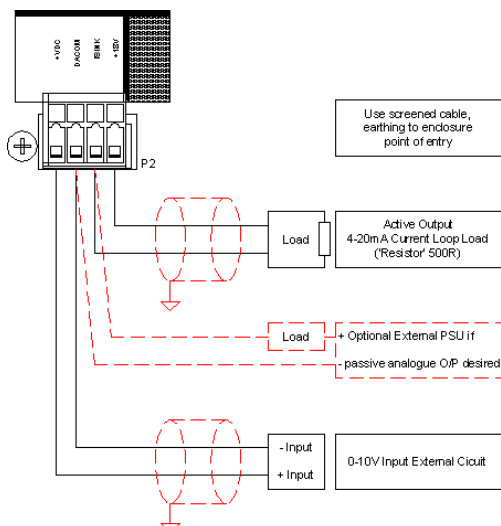 +VDC
DACOM
ISINK
+12V
P2
Use screened cable,
earthing to enclosure
point of entry
Load
Active Output
4-20mA Current Loop Load
('Resistor' 500R)
Load
+ Optional External PSU if
- passive analogue O/P desired
- Input
+ Input
0-10V Input External Cicuit